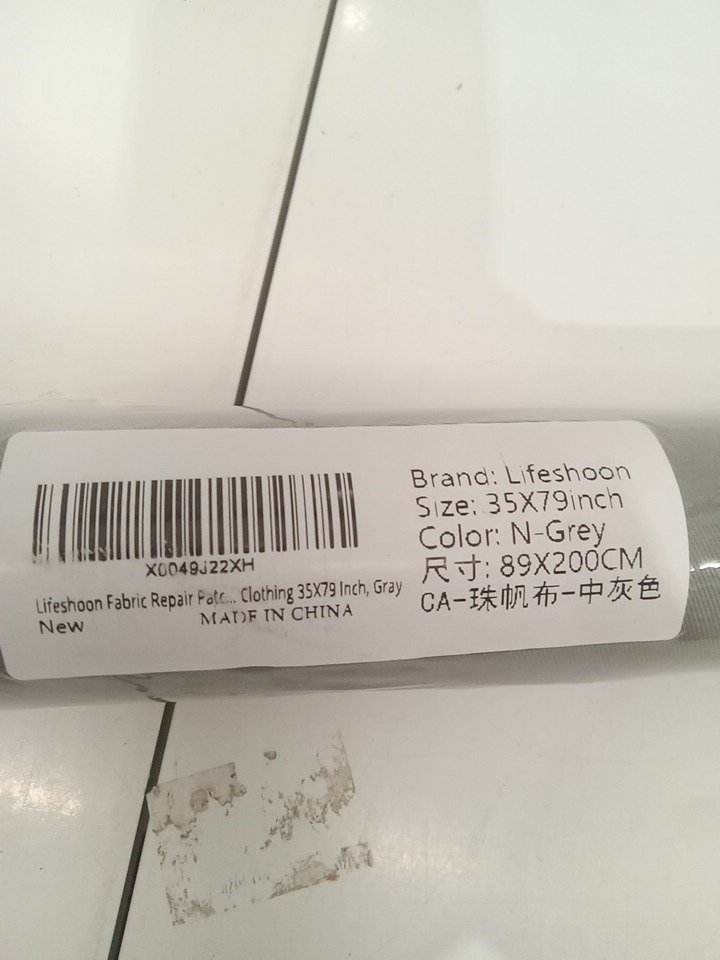 X0049J22XH
Lifeshoon Fabric Repair Patc... Clothing 35X79 Inch, Gray
New
MADE IN CHINA
Brand: Lifeshoon
Size: 35X79inch
Color: N-Grey
尺寸: 89X200CM
CA-珠帆布-中灰色